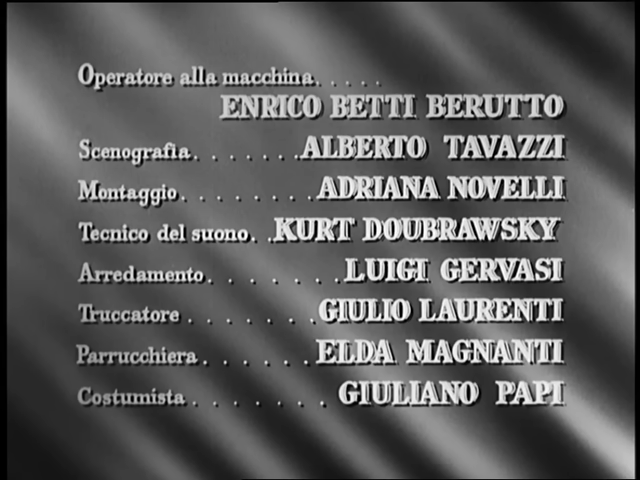 Operatore alla macchina. . . . .
ENRICO BETTI BERUTTO
Scenografia. . . . . . . ALBERTO TAVAZZI
Montaggio. . . . . . . . ADRIANA NOVELLI
Tecnico del suono. . KURT DOUBRAWSKY
Arredamento. . . . . . . LUIGI GERVASI
Truccatore . . . . . . . GIULIO LAURENTI
Parrucchiera. . . . . . ELDA MAGNANTI
Costumista. . . . . . . GIULIANO PAPI